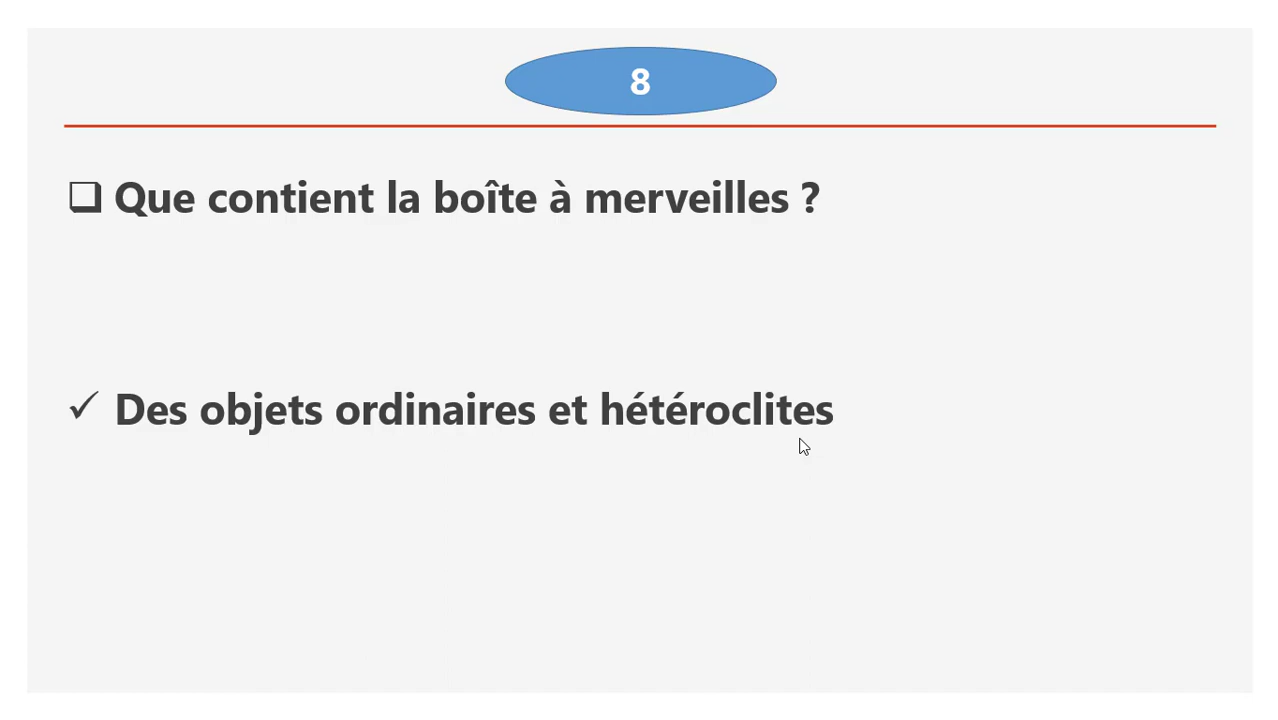 8
Que contient la boîte à merveilles ?
Des objets ordinaires et hétéroclites